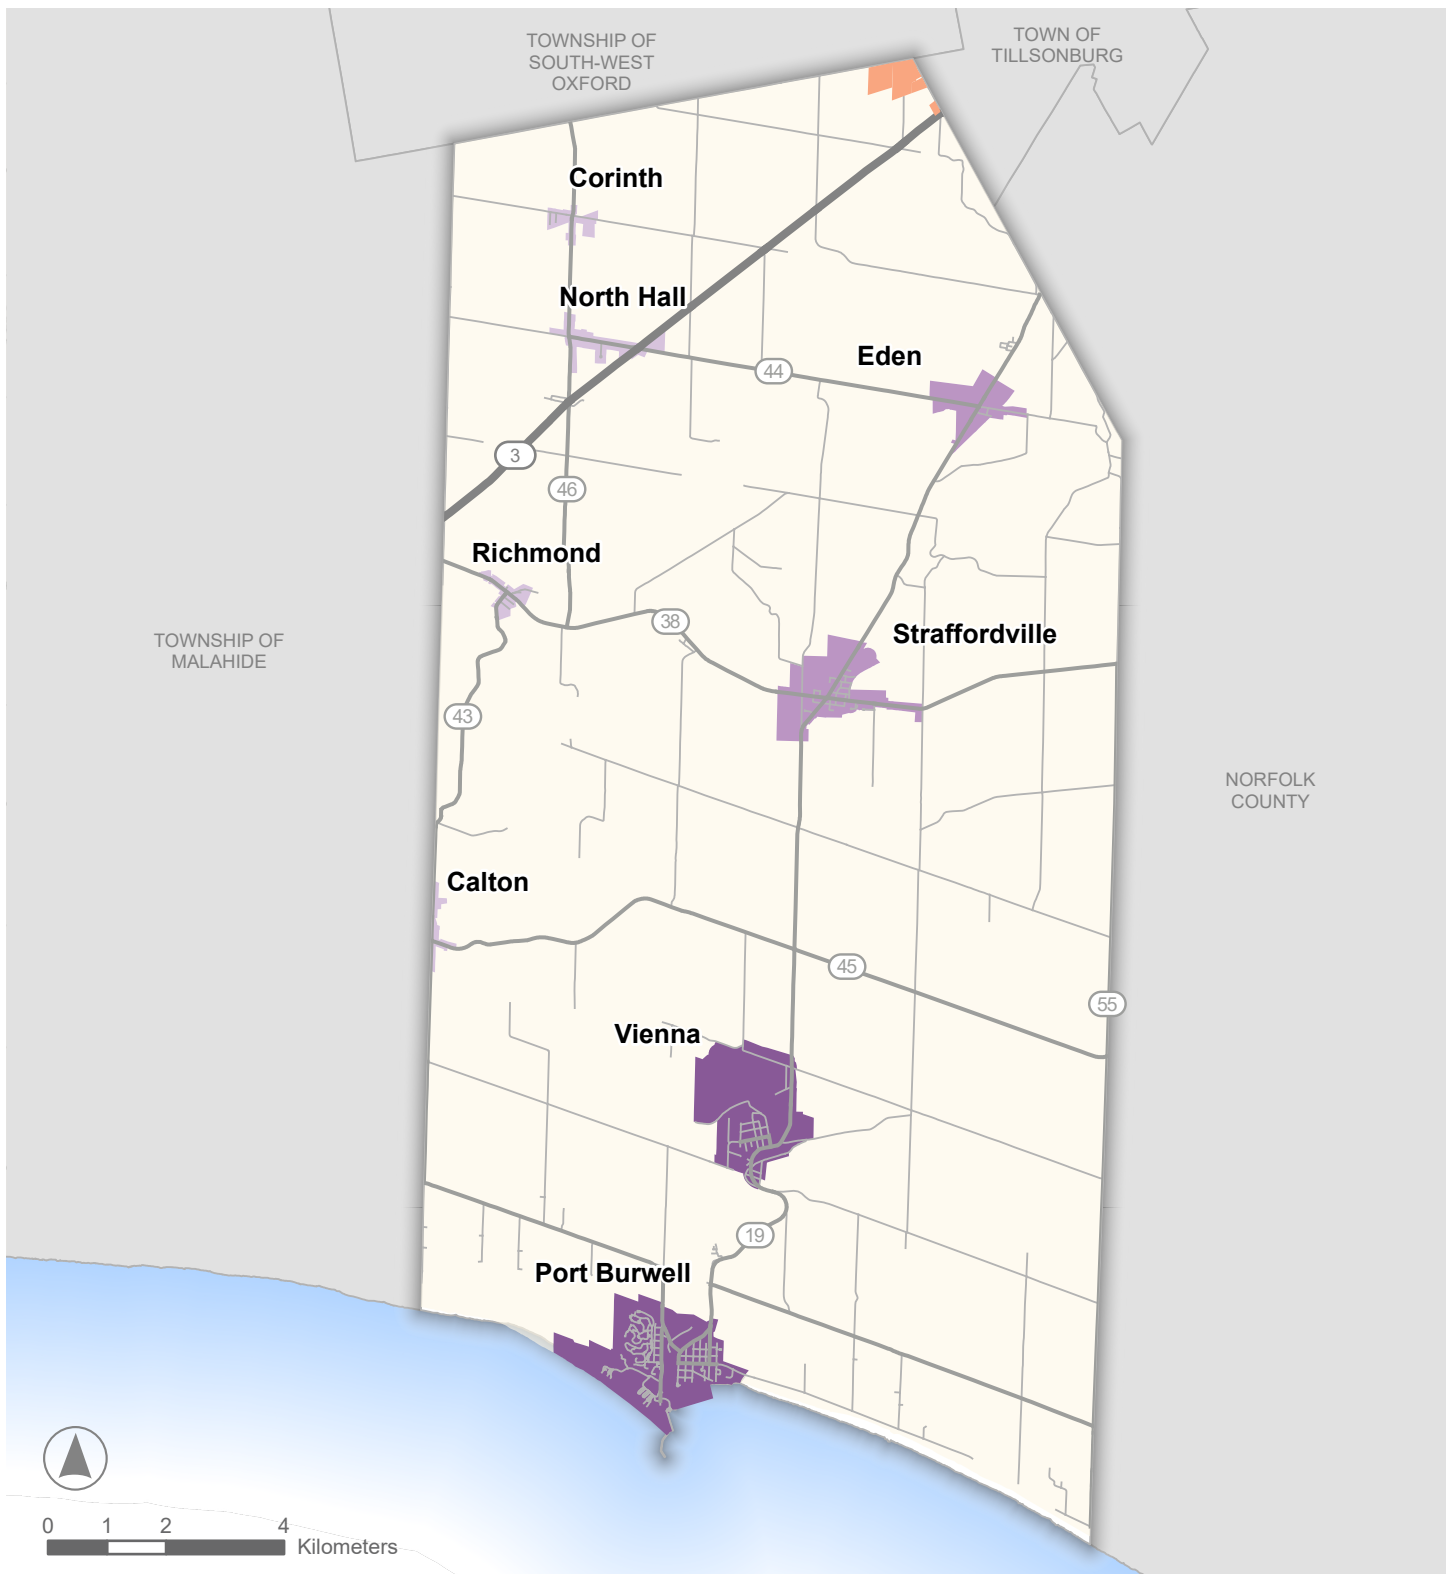 TOWNSHIP OF
SOUTH-WEST
OXFORD
TOWN OF
TILLSONBURG
Corinth
North Hall
Eden
44
3
46
Richmond
38
Straffordville
TOWNSHIP OF
MALAHIDE
43
NORFOLK
COUNTY
Calton
45
55
Vienna
19
Port Burwell
0 1 2 4
Kilometers